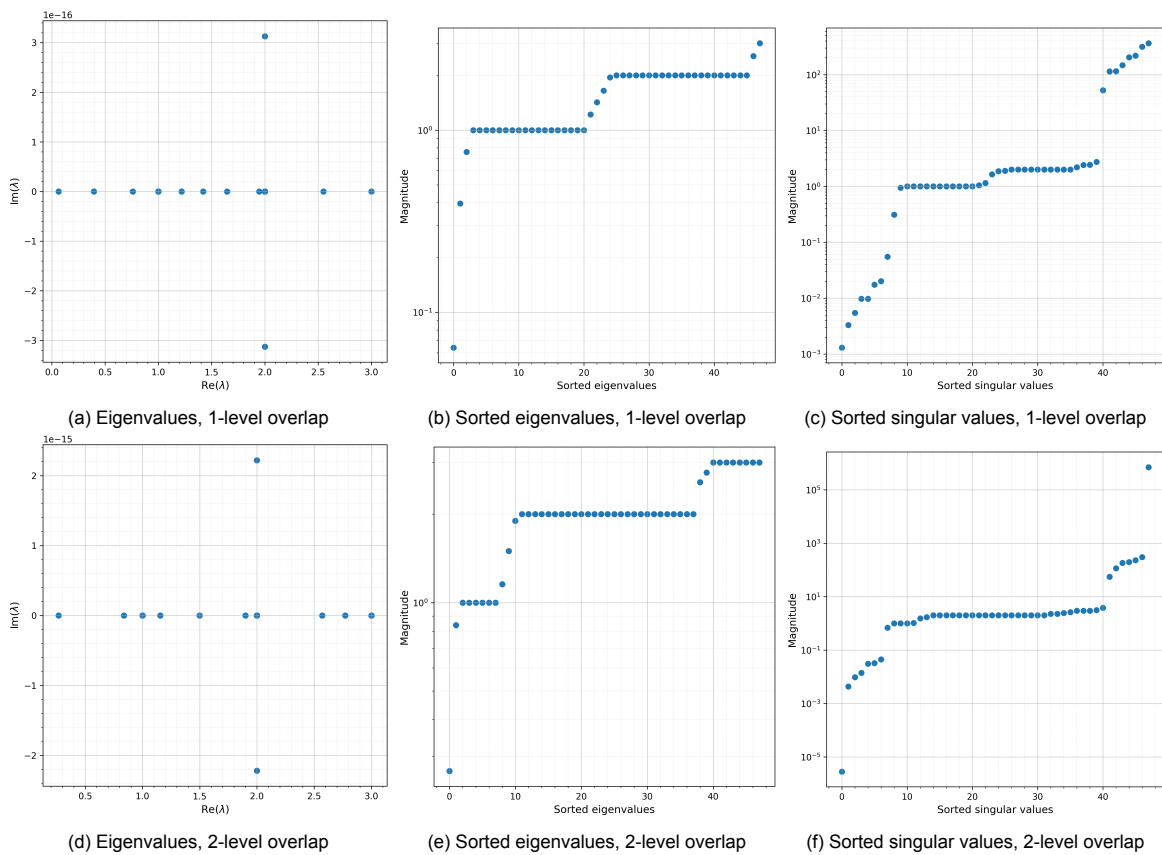 1e−16
3
2
1
0
−1
−2
−3
Im(λ)
0.0 0.5 1.0 1.5 2.0 2.5 3.0
Re(λ)
10⁰
10⁻¹
Magnitude
0 10 20 30 40
Sorted eigenvalues
10²
10¹
10⁰
10⁻¹
10⁻²
10⁻³
Magnitude
0 10 20 30 40
Sorted singular values
(a) Eigenvalues, 1-level overlap
(b) Sorted eigenvalues, 1-level overlap
(c) Sorted singular values, 1-level overlap
1e−15
2
1
0
−1
−2
Im(λ)
0.5 1.0 1.5 2.0 2.5 3.0
Re(λ)
10⁰
Magnitude
0 10 20 30 40
Sorted eigenvalues
10⁵
10³
10¹
10⁻¹
10⁻³
10⁻⁵
Magnitude
0 10 20 30 40
Sorted singular values
(d) Eigenvalues, 2-level overlap
(e) Sorted eigenvalues, 2-level overlap
(f) Sorted singular values, 2-level overlap